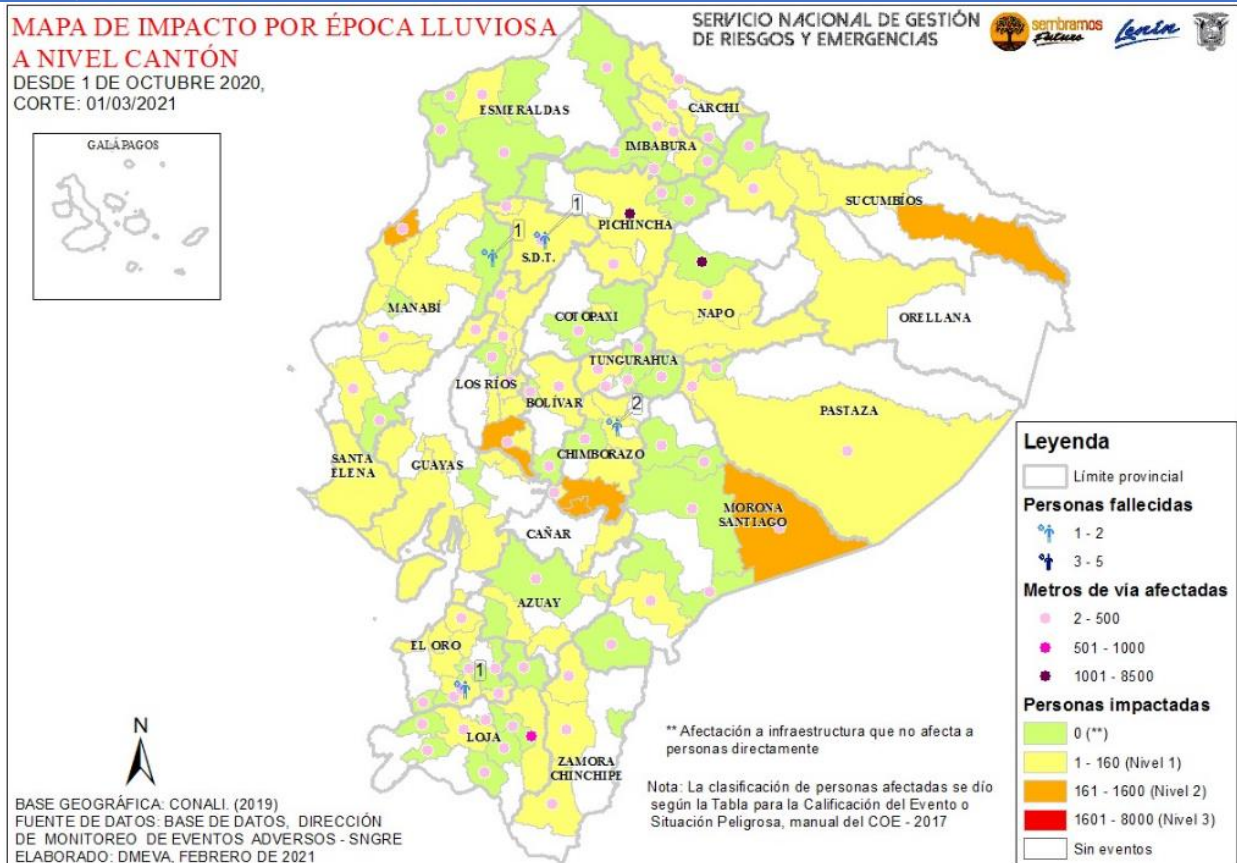 MAPA DE IMPACTO POR ÉPOCA LLUVIOSA
A NIVEL CANTÓN
DESDE 1 DE OCTUBRE 2020,
CORTE: 01/03/2021
SERVICIO NACIONAL DE GESTIÓN
DE RIESGOS Y EMERGENCIAS
sembramos
Futuro
Lenín
GALÁPAGOS
ESMERALDAS
CARCHI
IMBABURA
SUCUMBÍOS
1
1
PICHINCHA
S.D.T.
MANABÍ
COTOPAXI
NAPO
ORELLANA
TUNGURAHUA
LOS RÍOS
BOLÍVAR
2
PASTAZA
CHIMBORAZO
SANTA
ELENA
GUAYAS
MORONA
SANTIAGO
CAÑAR
AZUAY
EL ORO
1
LOJA
ZAMORA
CHINCHIPE
N
BASE GEOGRÁFICA: CONALI. (2019)
FUENTE DE DATOS: BASE DE DATOS, DIRECCIÓN
DE MONITOREO DE EVENTOS ADVERSOS - SNGRE
ELABORADO: DMEVA, FEBRERO DE 2021
** Afectación a infraestructura que no afecta a
personas directamente
Nota: La clasificación de personas afectadas se dío
según la Tabla para la Calificación del Evento o
Situación Peligrosa, manual del COE - 2017
Leyenda
Límite provincial
Personas fallecidas
1 - 2
3 - 5
Metros de vía afectadas
2 - 500
501 - 1000
1001 - 8500
Personas impactadas
0 (**)
1 - 160 (Nivel 1)
161 - 1600 (Nivel 2)
1601 - 8000 (Nivel 3)
Sin eventos